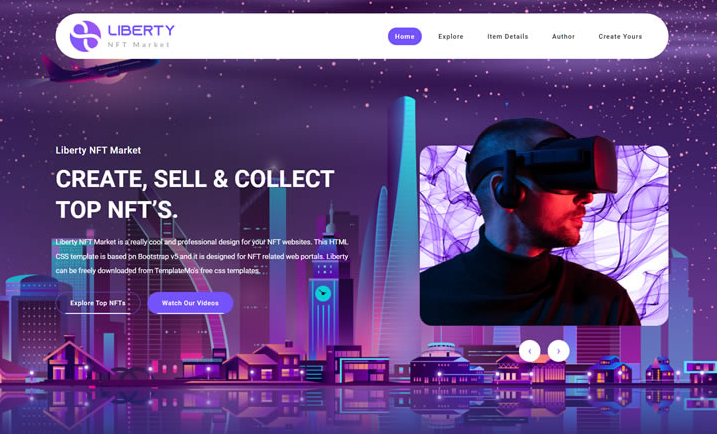 LIBERTY
NFT Market
Home
Explore
Item Details
Author
Create Yours
Liberty NFT Market
CREATE, SELL & COLLECT
TOP NFT'S.
Liberty NFT Market is a really cool and professional design for your NFT websites. This HTML
CSS template is based on Bootstrap v5 and it is designed for NFT related web portals. Liberty
can be freely downloaded from TemplateMo's free css templates.
Explore Top NFTs
Watch Our Videos